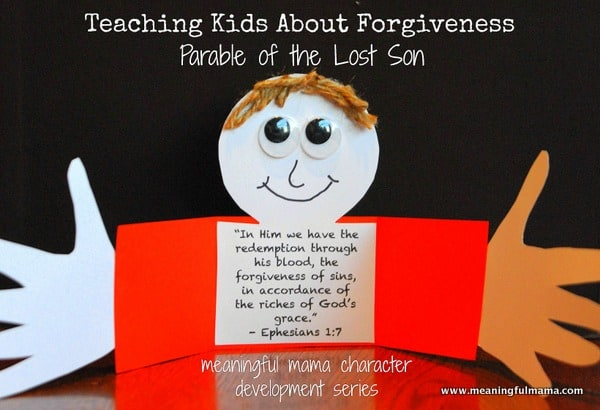 Teaching Kids About Forgiveness
Parable of the Lost Son
"In Him we have the
redemption through
his blood, the
forgiveness of sins,
in accordance of
the riches of God's
grace."
- Ephesians 1:7
meaningful mama character
development series
www.meaningfulmama.com